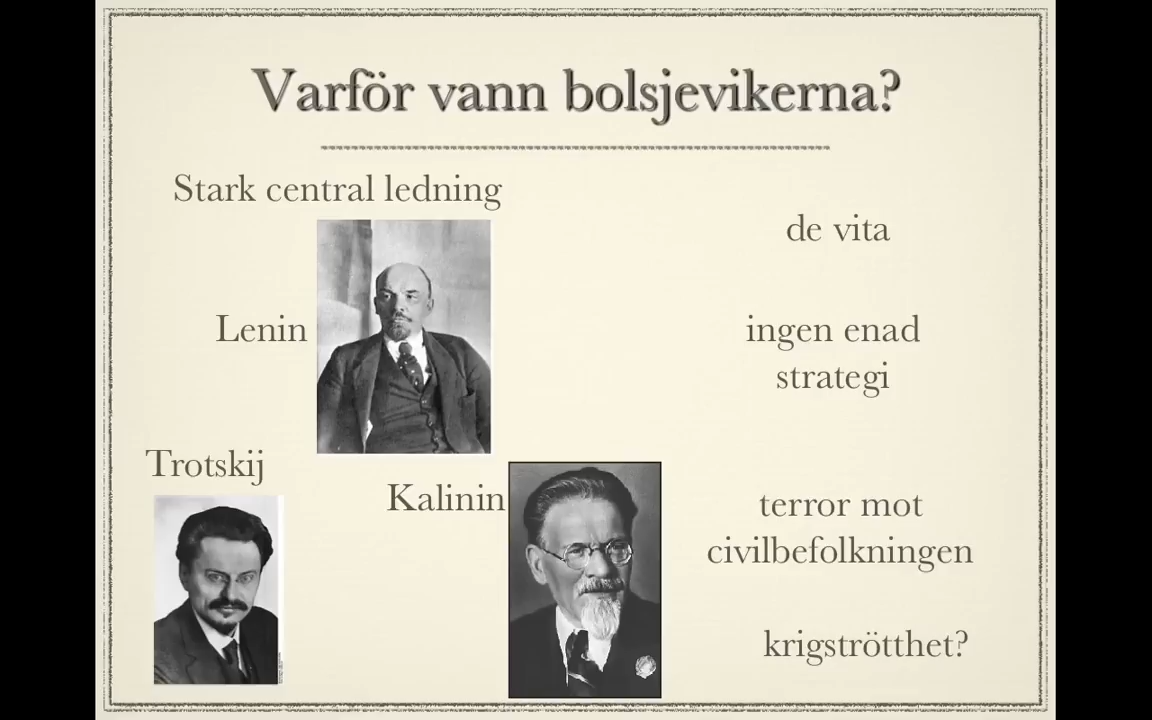 Varför vann bolsjevikerna?
Stark central ledning
Lenin
Trotskij
Kalinin
de vita
ingen enad
strategi
terror mot
civilbefolkningen
krigströtthet?